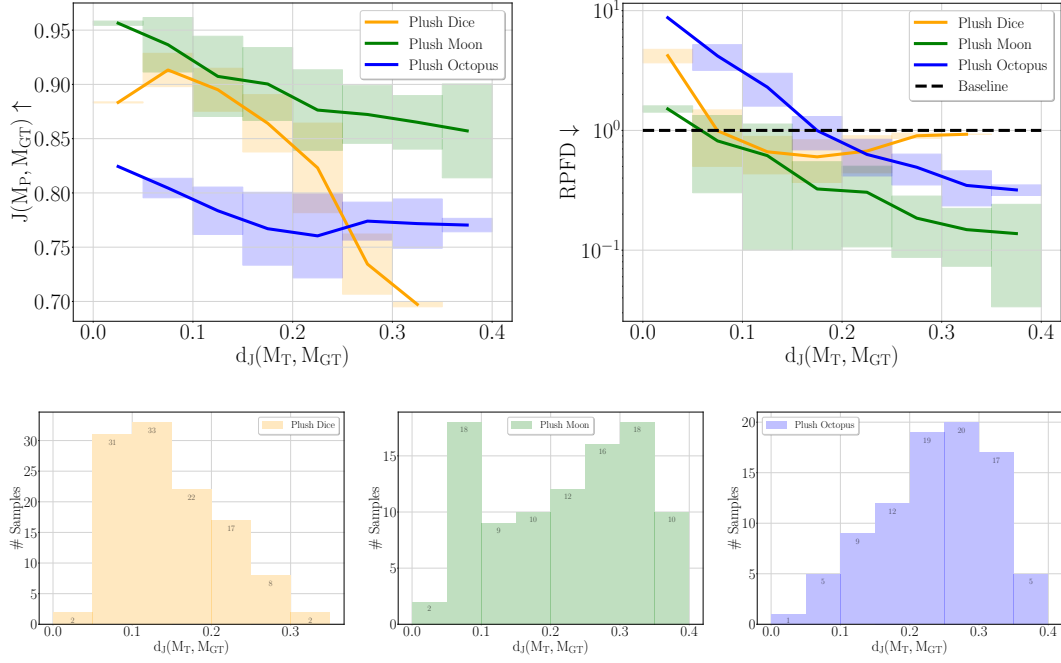 J(M_P, M_GT) ↑
0.95
0.90
0.85
0.80
0.75
0.70
Plush Dice
Plush Moon
Plush Octopus
0.0 0.1 0.2 0.3 0.4
d_J(M_T, M_GT)
RPFD ↓
10^1
10^0
10^−1
Plush Dice
Plush Moon
Plush Octopus
Baseline
0.0 0.1 0.2 0.3 0.4
d_J(M_T, M_GT)
# Samples
30
25
20
15
10
5
0
Plush Dice
2 31 33 22 17 8 2
0.0 0.1 0.2 0.3
d_J(M_T, M_GT)
# Samples
15
10
5
0
Plush Moon
2 18 9 10 12 16 18 10
0.0 0.1 0.2 0.3 0.4
d_J(M_T, M_GT)
# Samples
20
15
10
5
0
Plush Octopus
1 5 9 12 19 20 17 5
0.0 0.1 0.2 0.3 0.4
d_J(M_T, M_GT)